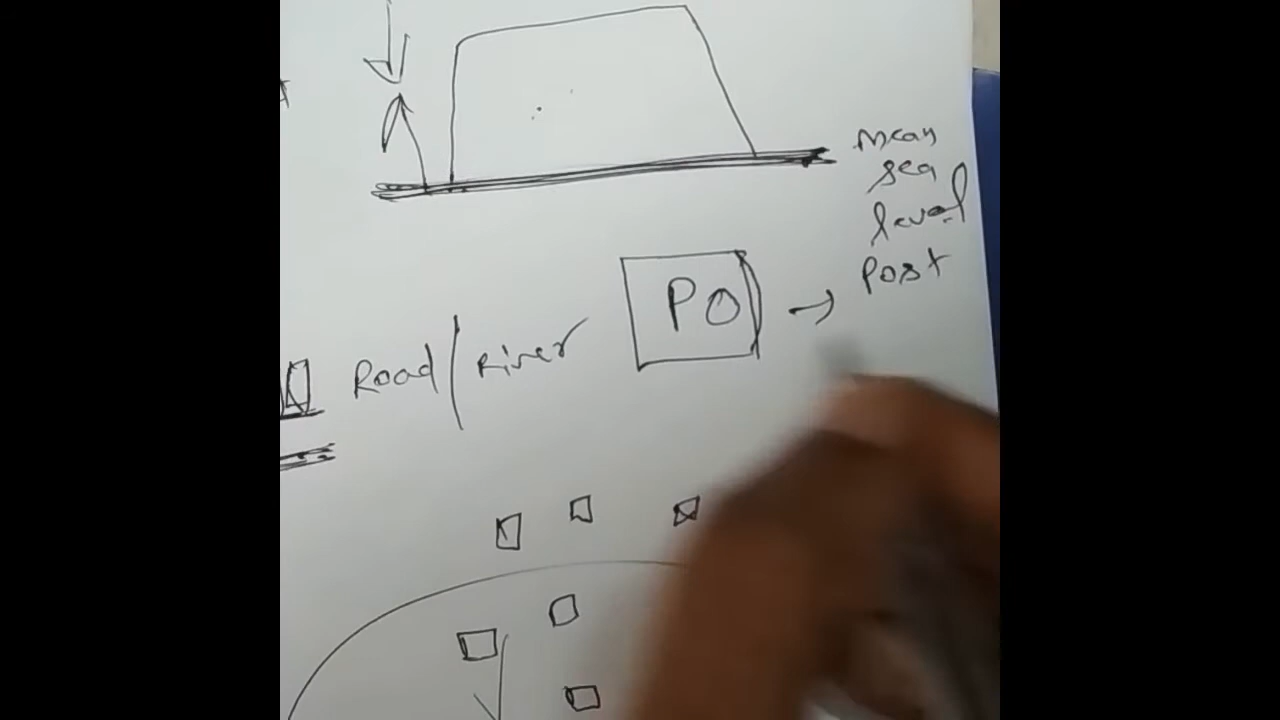 mean
sea
level
PO → Post
Road / River